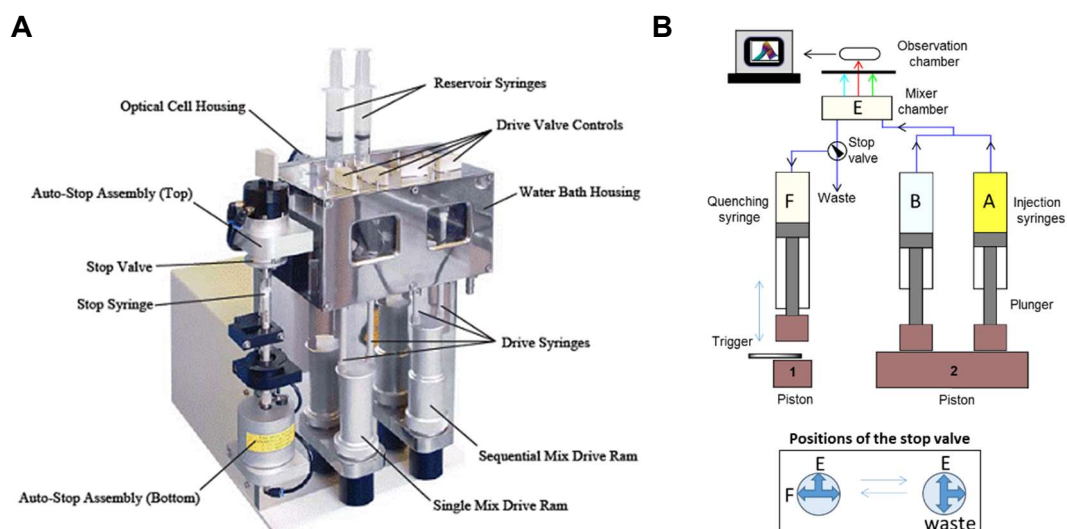 A
Reservoir Syringes
Optical Cell Housing
Drive Valve Controls
Auto-Stop Assembly (Top)
Water Bath Housing
Stop Valve
Stop Syringe
Drive Syringes
Sequential Mix Drive Ram
Auto-Stop Assembly (Bottom)
Single Mix Drive Ram
B
Observation
chamber
Mixer
chamber
E
Stop
valve
Quenching
syringe
F
Waste
B
A
Injection
syringes
Plunger
Trigger
1
2
Piston
Piston
Positions of the stop valve
E
F
E
waste